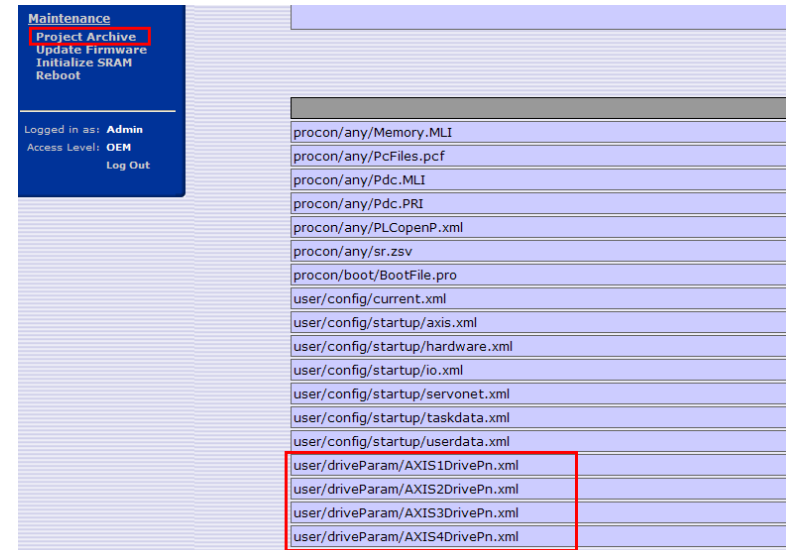 Maintenance
Project Archive
Update Firmware
Initialize SRAM
Reboot
Logged in as: Admin
Access Level: OEM
Log Out
procon/any/Memory.MLI
procon/any/PcFiles.pcf
procon/any/Pdc.MLI
procon/any/Pdc.PRI
procon/any/PLCopenP.xml
procon/any/sr.zsv
procon/boot/BootFile.pro
user/config/current.xml
user/config/startup/axis.xml
user/config/startup/hardware.xml
user/config/startup/io.xml
user/config/startup/servonet.xml
user/config/startup/taskdata.xml
user/config/startup/userdata.xml
user/driveParam/AXIS1DrivePn.xml
user/driveParam/AXIS2DrivePn.xml
user/driveParam/AXIS3DrivePn.xml
user/driveParam/AXIS4DrivePn.xml